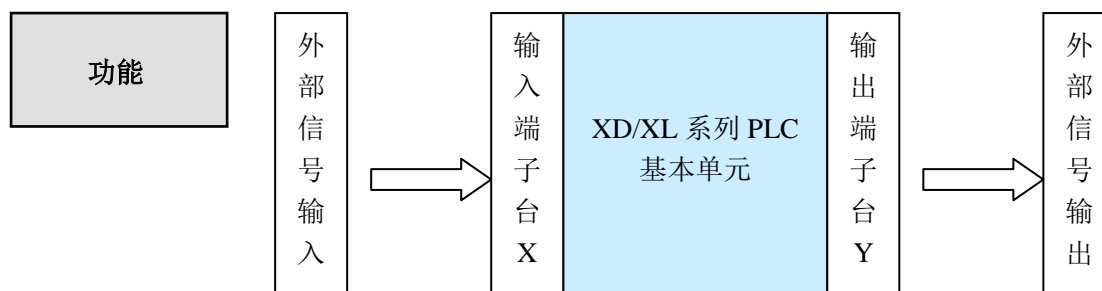 功能
外部信号输入
输入端子台X
XD/XL 系列 PLC
基本单元
输出端子台Y
外部信号输出